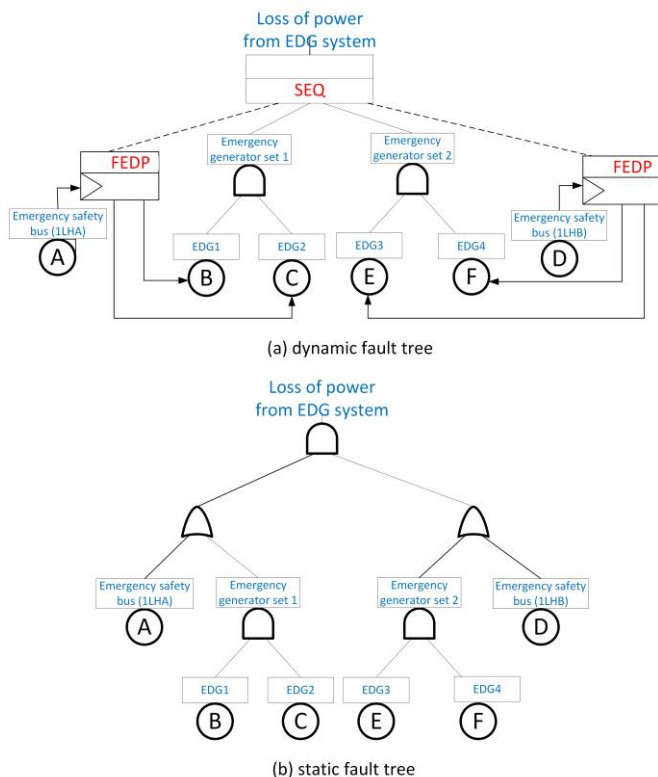 Loss of power
from EDG system
SEQ
Emergency
generator set 1
Emergency
generator set 2
FEDP
FEDP
Emergency safety
bus (1LHA)
Emergency safety
bus (1LHB)
EDG1
EDG2
EDG3
EDG4
A
B
C
E
F
D
(a) dynamic fault tree
Loss of power
from EDG system
Emergency safety
bus (1LHA)
Emergency
generator set 1
Emergency
generator set 2
Emergency safety
bus (1LHB)
A
D
EDG1
EDG2
EDG3
EDG4
B
C
E
F
(b) static fault tree